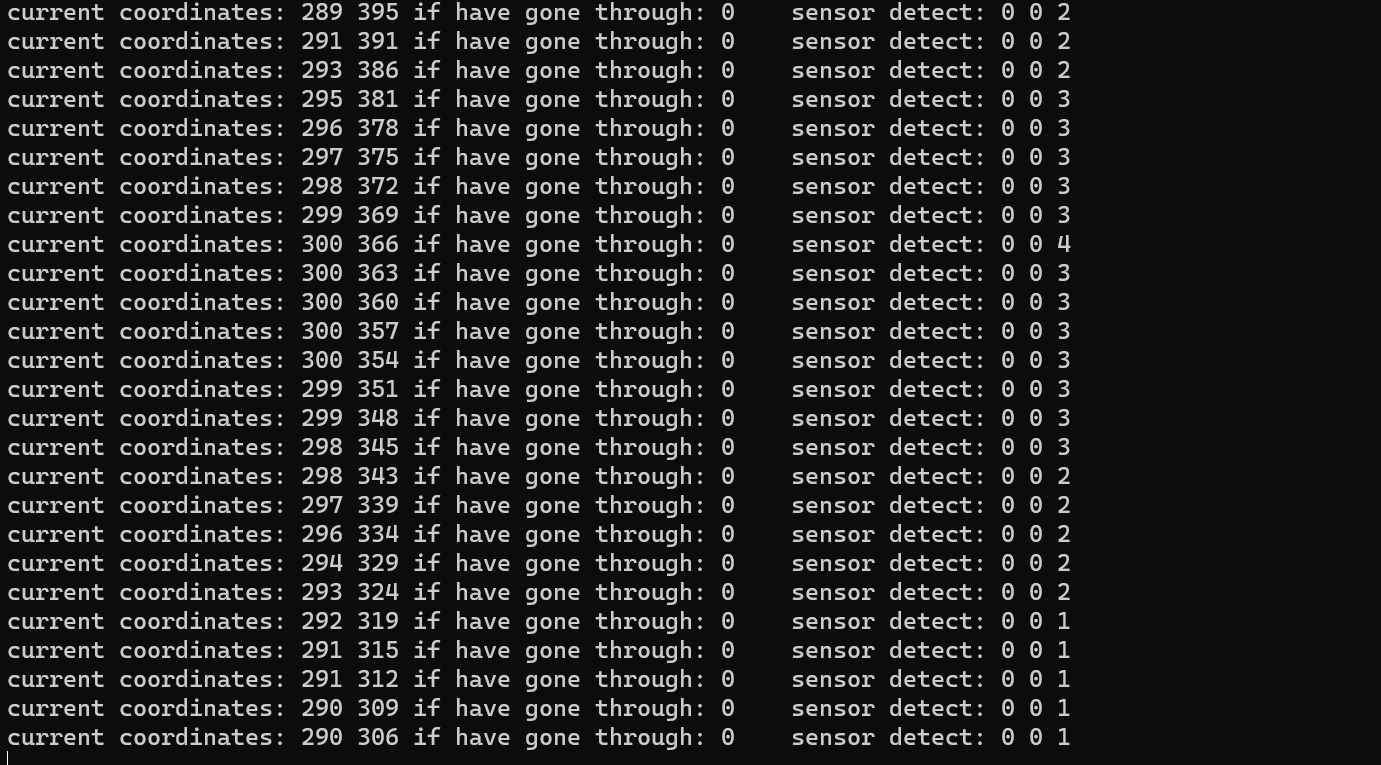 current coordinates: 289 395 if have gone through: 0    sensor detect: 0 0 2
current coordinates: 291 391 if have gone through: 0    sensor detect: 0 0 2
current coordinates: 293 386 if have gone through: 0    sensor detect: 0 0 2
current coordinates: 295 381 if have gone through: 0    sensor detect: 0 0 3
current coordinates: 296 378 if have gone through: 0    sensor detect: 0 0 3
current coordinates: 297 375 if have gone through: 0    sensor detect: 0 0 3
current coordinates: 298 372 if have gone through: 0    sensor detect: 0 0 3
current coordinates: 299 369 if have gone through: 0    sensor detect: 0 0 3
current coordinates: 300 366 if have gone through: 0    sensor detect: 0 0 4
current coordinates: 300 363 if have gone through: 0    sensor detect: 0 0 3
current coordinates: 300 360 if have gone through: 0    sensor detect: 0 0 3
current coordinates: 300 357 if have gone through: 0    sensor detect: 0 0 3
current coordinates: 300 354 if have gone through: 0    sensor detect: 0 0 3
current coordinates: 299 351 if have gone through: 0    sensor detect: 0 0 3
current coordinates: 299 348 if have gone through: 0    sensor detect: 0 0 3
current coordinates: 298 345 if have gone through: 0    sensor detect: 0 0 3
current coordinates: 298 343 if have gone through: 0    sensor detect: 0 0 2
current coordinates: 297 339 if have gone through: 0    sensor detect: 0 0 2
current coordinates: 296 334 if have gone through: 0    sensor detect: 0 0 2
current coordinates: 294 329 if have gone through: 0    sensor detect: 0 0 2
current coordinates: 293 324 if have gone through: 0    sensor detect: 0 0 2
current coordinates: 292 319 if have gone through: 0    sensor detect: 0 0 1
current coordinates: 291 315 if have gone through: 0    sensor detect: 0 0 1
current coordinates: 291 312 if have gone through: 0    sensor detect: 0 0 1
current coordinates: 290 309 if have gone through: 0    sensor detect: 0 0 1
current coordinates: 290 306 if have gone through: 0    sensor detect: 0 0 1